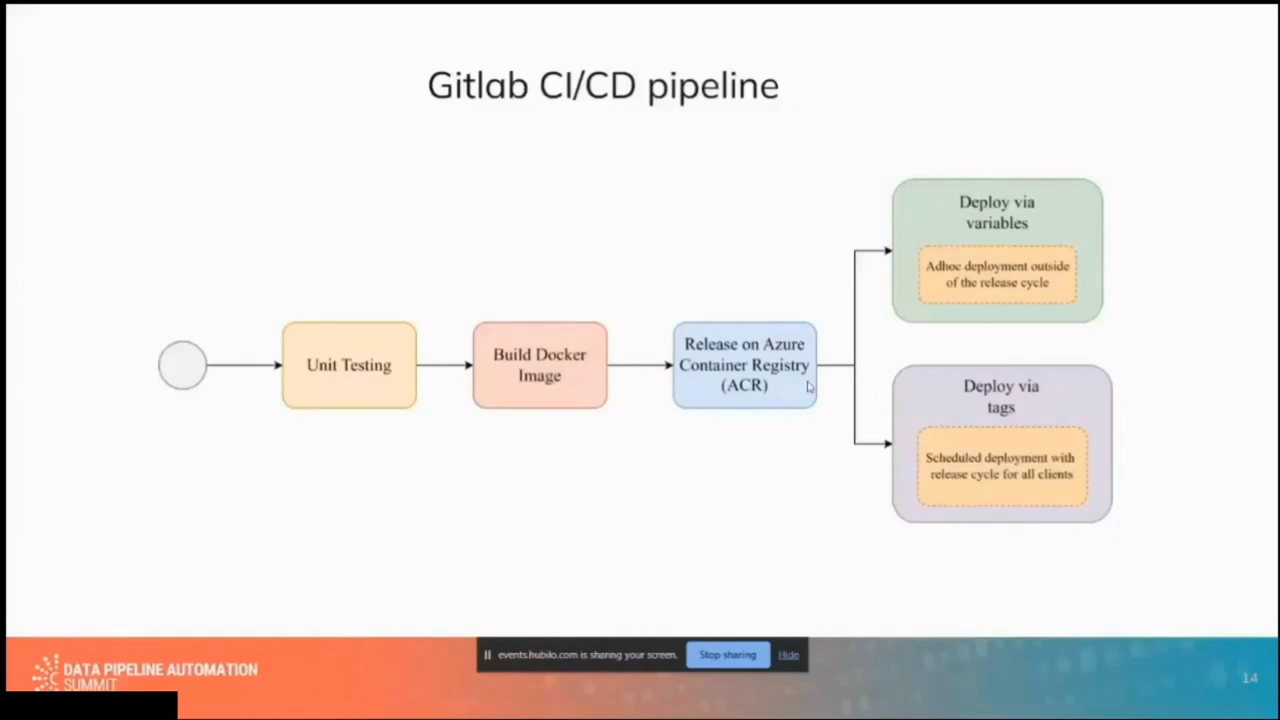 Gitlab CI/CD pipeline
Unit Testing
Build Docker
Image
Release on Azure
Container Registry
(ACR)
Deploy via
variables
Adhoc deployment outside
of the release cycle
Deploy via
tags
Scheduled deployment with
release cycle for all clients
DATA PIPELINE AUTOMATION
SUMMIT
events.hubilo.com is sharing your screen.
Stop sharing
Hide
14